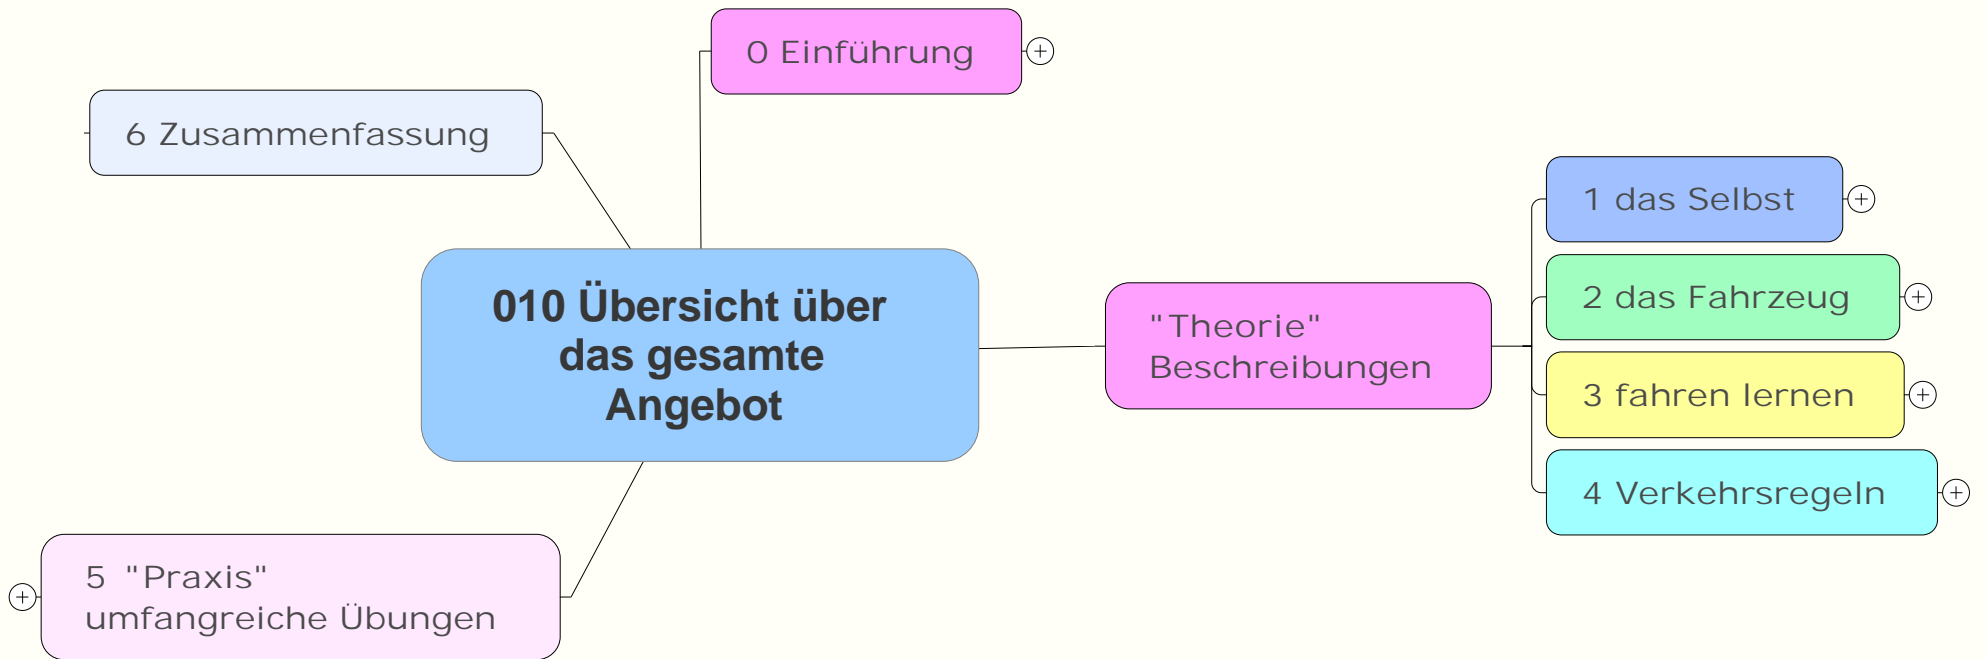 0 Einführung
6 Zusammenfassung
010 Übersicht über
das gesamte
Angebot
"Theorie"
Beschreibungen
1 das Selbst
2 das Fahrzeug
3 fahren lernen
4 Verkehrsregeln
5 "Praxis"
umfangreiche Übungen